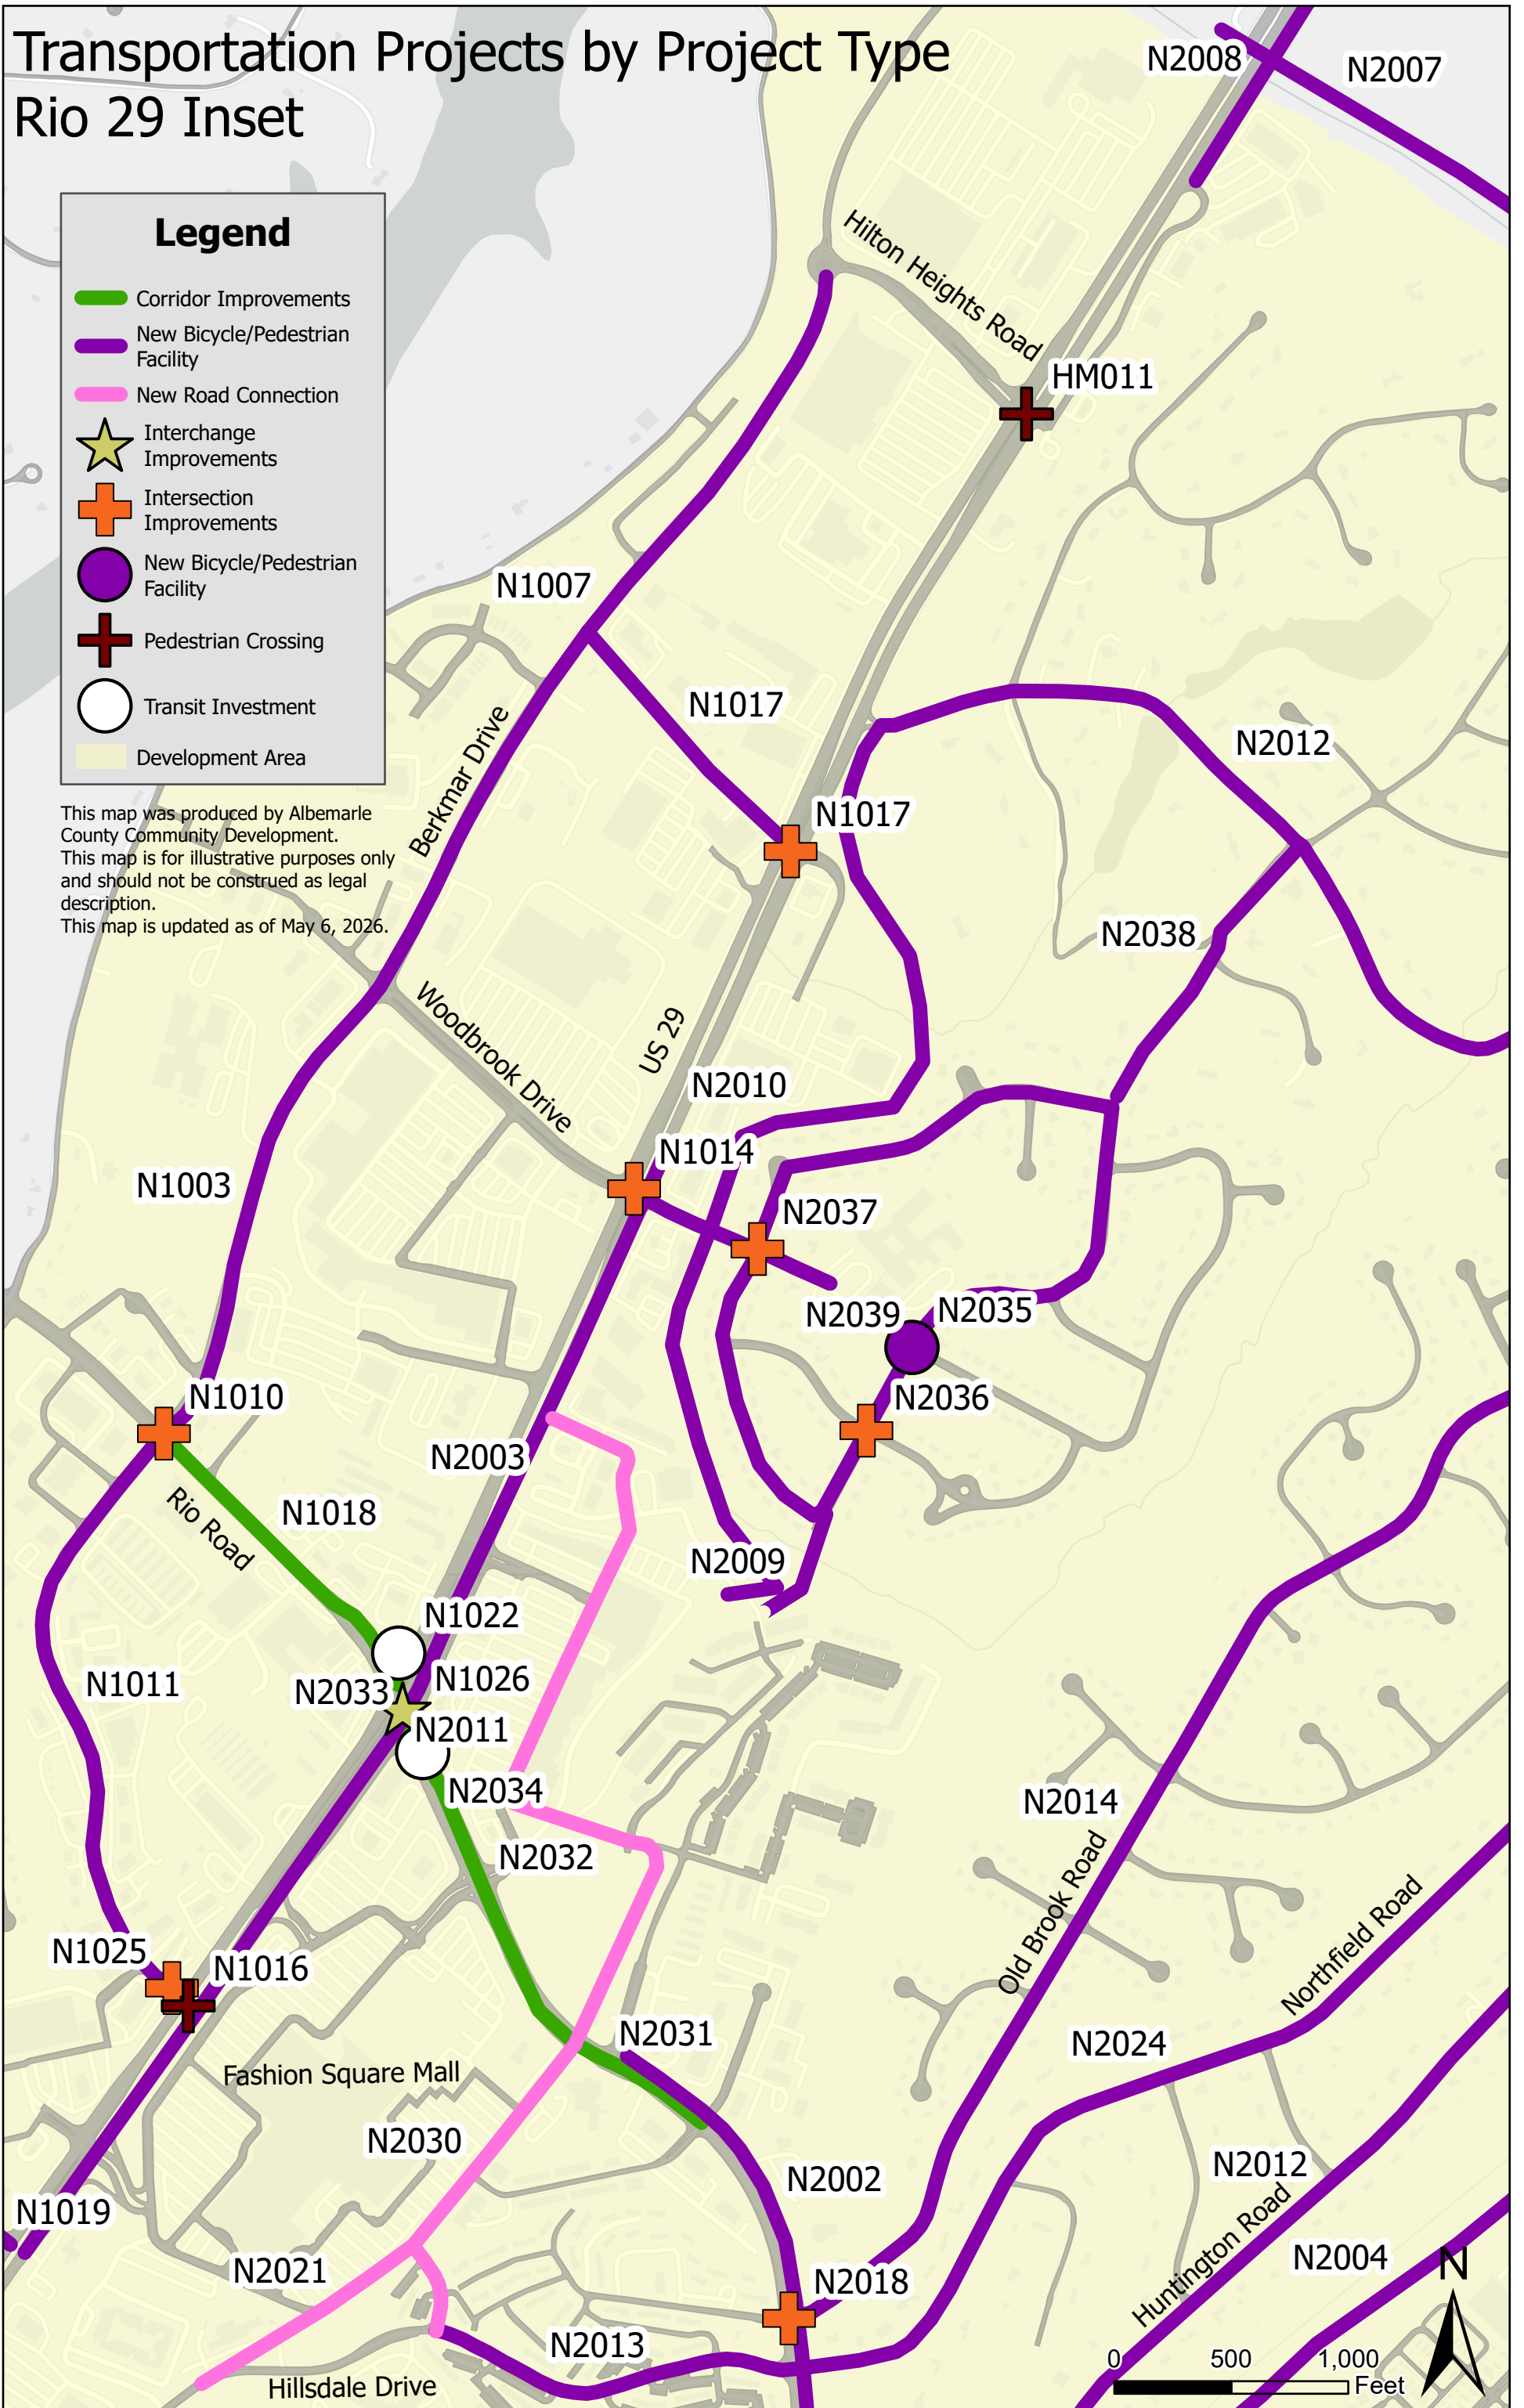 Transportation Projects by Project Type
Rio 29 Inset
Legend
Corridor Improvements
New Bicycle/Pedestrian
Facility
New Road Connection
Interchange
Improvements
Intersection
Improvements
New Bicycle/Pedestrian
Facility
Pedestrian Crossing
Transit Investment
Development Area
This map was produced by Albemarle
County Community Development.
This map is for illustrative purposes only
and should not be construed as legal
description.
This map is updated as of May 6, 2026.
N2008
N2007
Hilton Heights Road
HM011
N1007
N1017
N2012
Berkmar Drive
N1017
N2038
Woodbrook Drive
US 29
N2010
N1014
N1003
N2037
N2039
N2035
N1010
N2036
N2003
N1018
Rio Road
N2009
N1022
N1011
N2033
N1026
N2011
N2034
N2014
N2032
Old Brook Road
Northfield Road
N1025
N1016
N2031
N2024
Fashion Square Mall
N2030
N2012
N2002
N1019
Huntington Road
N2021
N2004
N
N2018
N2013
Hillsdale Drive
0 500 1,000
Feet